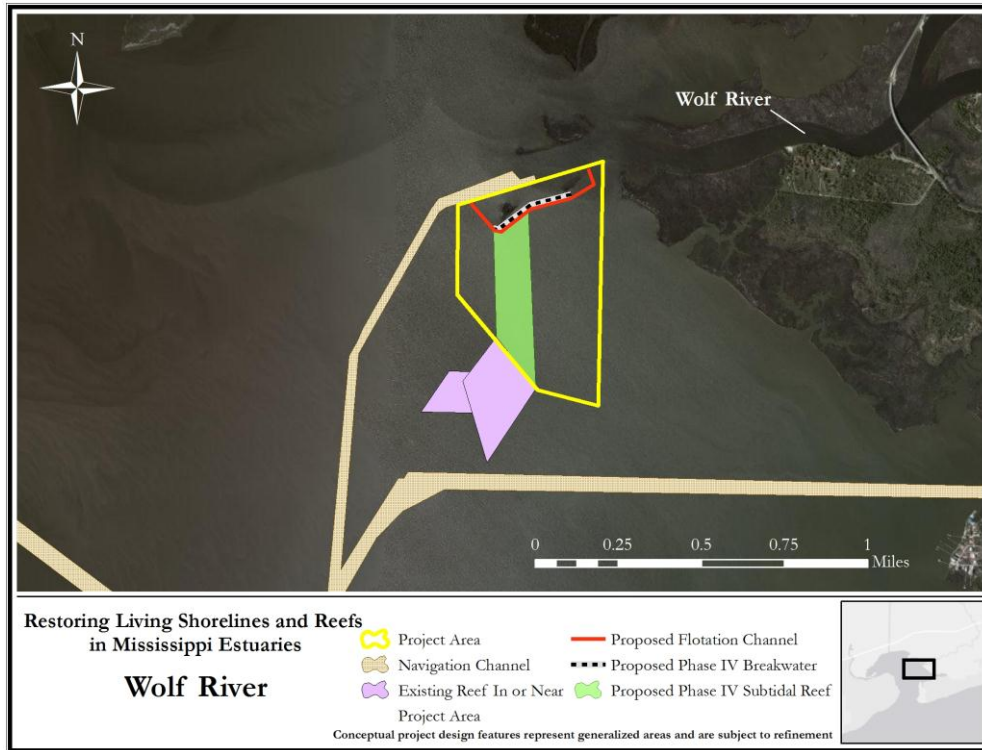 N
Wolf River
0 0.25 0.5 0.75 1
Miles
Restoring Living Shorelines and Reefs
in Mississippi Estuaries
Wolf River
Project Area
Navigation Channel
Existing Reef In or Near
Project Area
Proposed Flotation Channel
Proposed Phase IV Breakwater
Proposed Phase IV Subtidal Reef
Conceptual project design features represent generalized areas and are subject to refinement